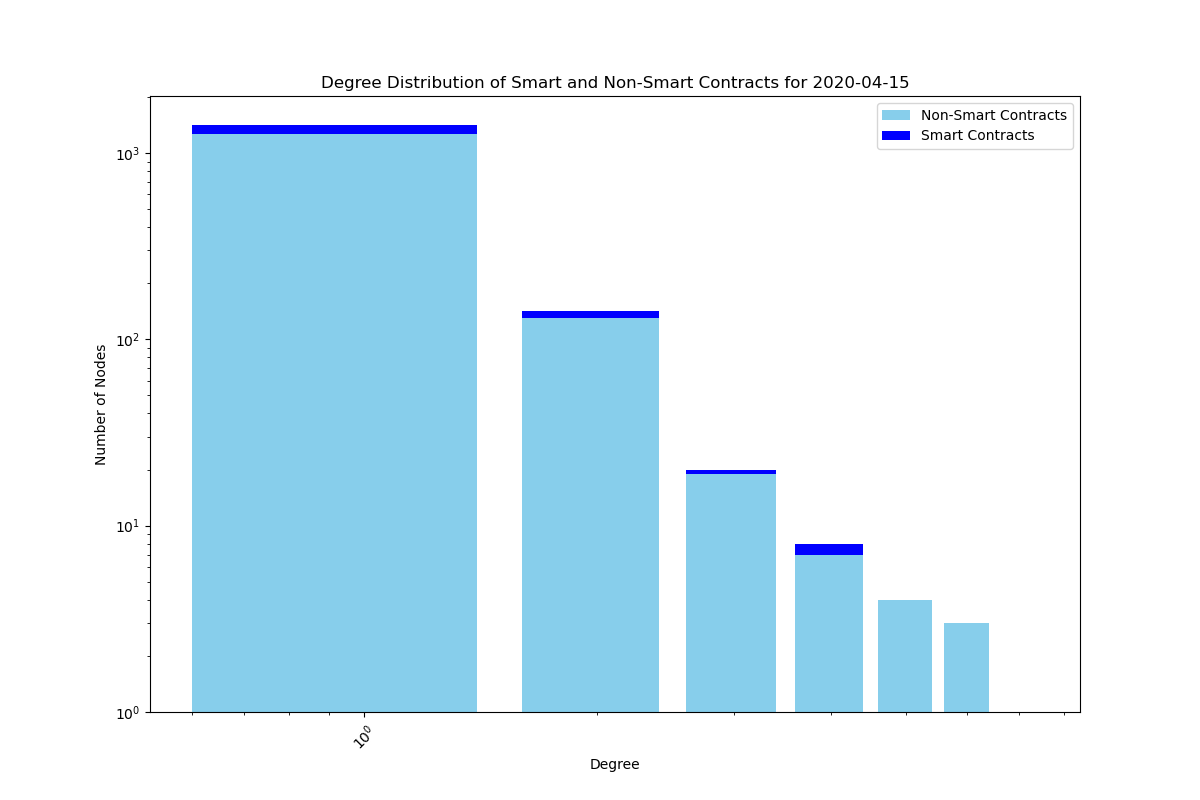 Degree Distribution of Smart and Non-Smart Contracts for 2020-04-15
Non-Smart Contracts
Smart Contracts
10³
10²
10¹
10⁰
Number of Nodes
10⁰
Degree